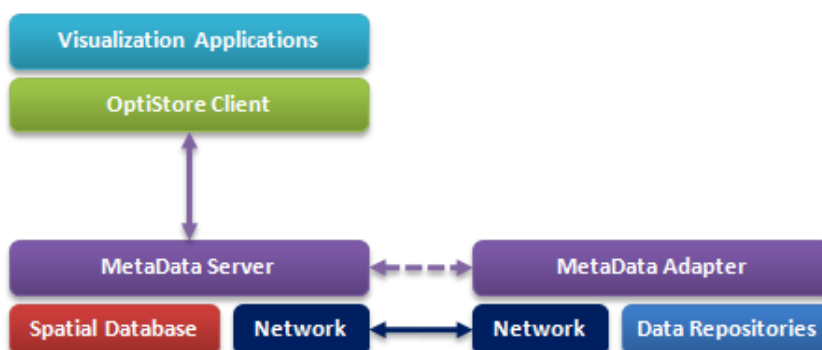 Visualization Applications
OptiStore Client
MetaData Server
MetaData Adapter
Spatial Database
Network
Network
Data Repositories